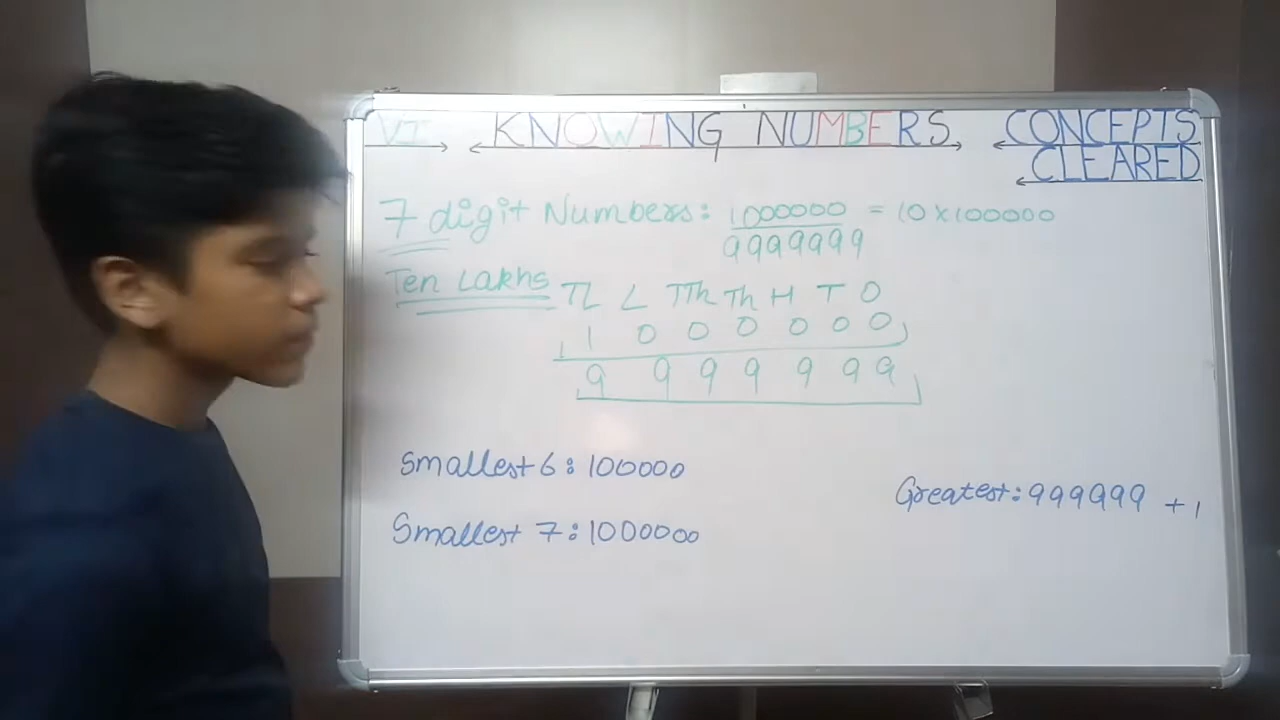 VI KNOWING NUMBERS CONCEPTS
CLEARED
7 digit Numbers: 1000000 = 10 x 100000
9999999
Ten Lakhs
TL L TTh Th H T O
1 0 0 0 0 0 0
9 9 9 9 9 9 9
Smallest 6: 100000
Greatest: 999999 + 1
Smallest 7: 1000000